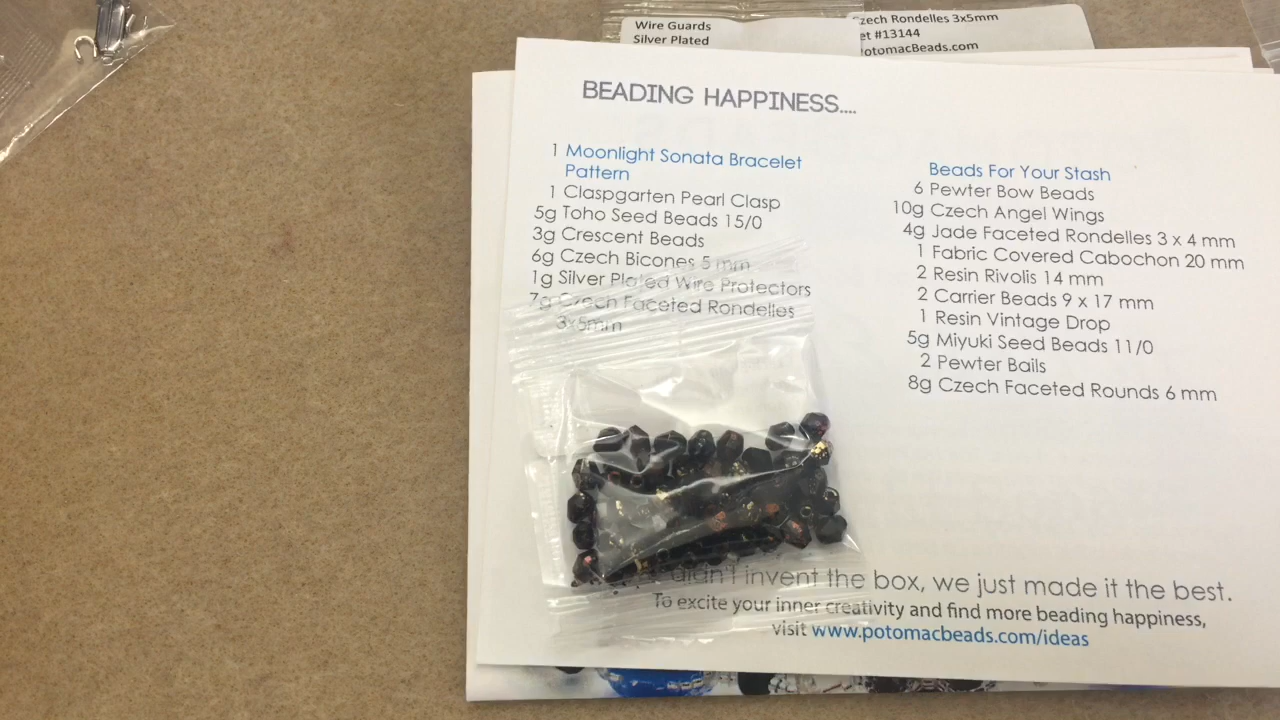 Wire Guards
Silver Plated
Czech Rondelles 3x5mm
#13144
PotomacBeads.com
BEADING HAPPINESS....
1 Moonlight Sonata Bracelet
Pattern
1 Claspgarten Pearl Clasp
5g Toho Seed Beads 15/0
3g Crescent Beads
6g Czech Bicones 5 mm
1g Silver Plated Wire Protectors
7g Czech Faceted Rondelles
3x5mm
Beads For Your Stash
6 Pewter Bow Beads
10g Czech Angel Wings
4g Jade Faceted Rondelles 3 x 4 mm
1 Fabric Covered Cabochon 20 mm
2 Resin Rivolis 14 mm
2 Carrier Beads 9 x 17 mm
1 Resin Vintage Drop
5g Miyuki Seed Beads 11/0
2 Pewter Bails
8g Czech Faceted Rounds 6 mm
didn't invent the box, we just made it the best.
To excite your inner creativity and find more beading happiness,
visit www.potomacbeads.com/ideas